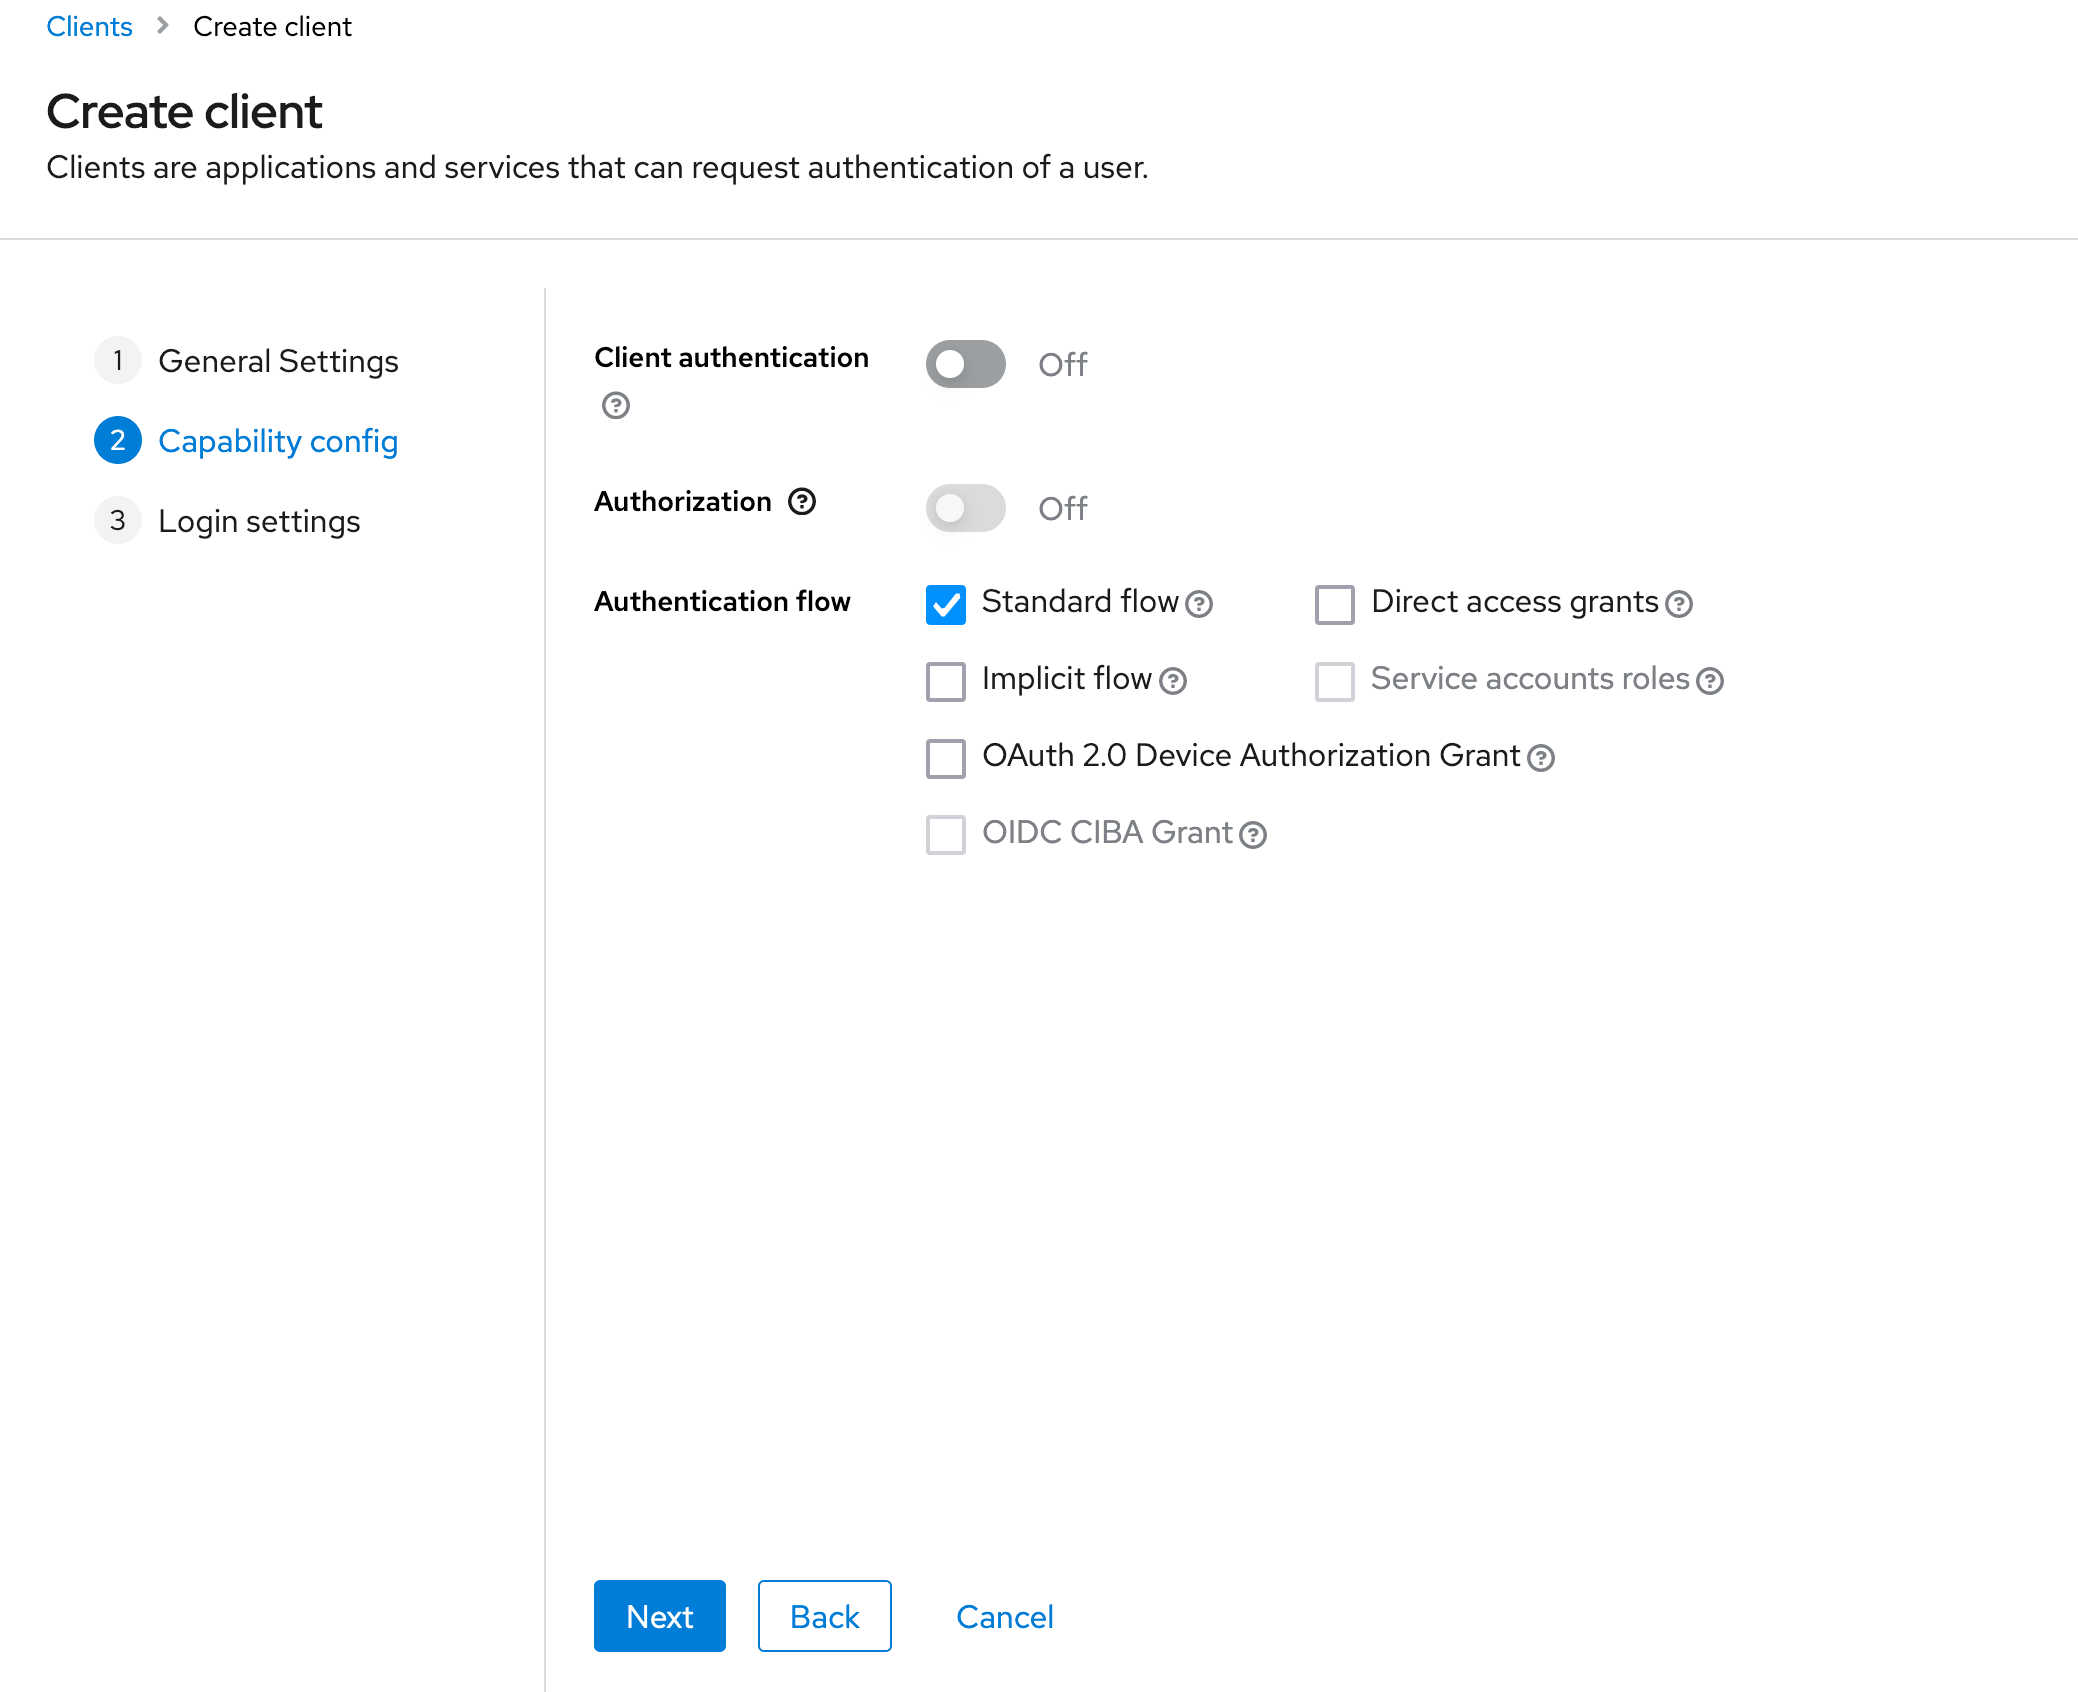 Clients > Create client
Create client
Clients are applications and services that can request authentication of a user.
1 General Settings
2 Capability config
3 Login settings
Client authentication
Off
Authorization
Off
Authentication flow
Standard flow
Direct access grants
Implicit flow
Service accounts roles
OAuth 2.0 Device Authorization Grant
OIDC CIBA Grant
Next
Back
Cancel